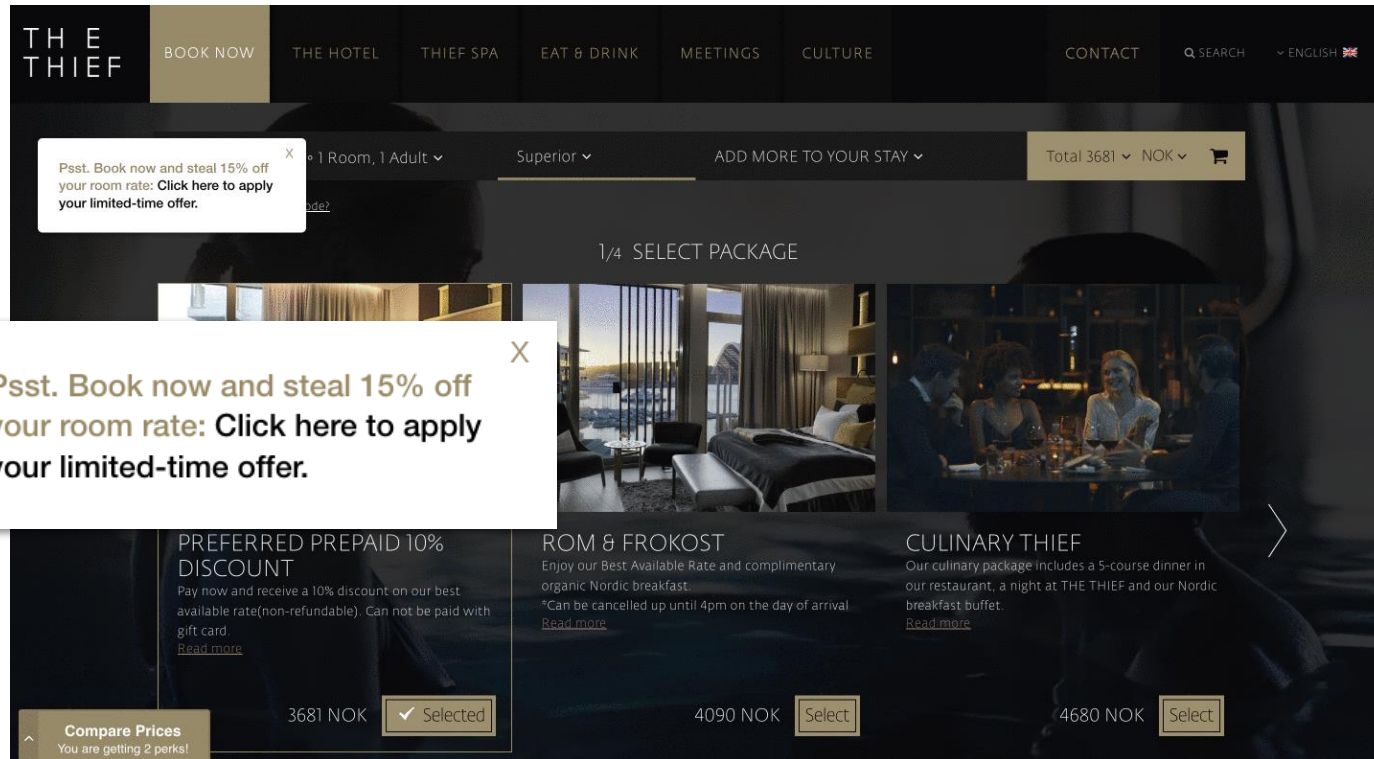 TH E
THIEF
BOOK NOW
THE HOTEL
THIEF SPA
EAT & DRINK
MEETINGS
CULTURE
CONTACT
SEARCH
ENGLISH
Psst. Book now and steal 15% off
your room rate: Click here to apply
your limited-time offer.
X
1 Room, 1 Adult
Superior
ADD MORE TO YOUR STAY
Total 3681
NOK
1/4 SELECT PACKAGE
X
Psst. Book now and steal 15% off
your room rate: Click here to apply
your limited-time offer.
PREFERRED PREPAID 10%
DISCOUNT
Pay now and receive a 10% discount on our best
available rate(non-refundable). Can not be paid with
gift card.
Read more
3681 NOK
Selected
ROM & FROKOST
Enjoy our Best Available Rate and complimentary
organic Nordic breakfast.
*Can be cancelled up until 4pm on the day of arrival
Read more
4090 NOK
Select
CULINARY THIEF
Our culinary package includes a 5-course dinner in
our restaurant, a night at THE THIEF and our Nordic
breakfast buffet.
Read more
4680 NOK
Select
Compare Prices
You are getting 2 perks!